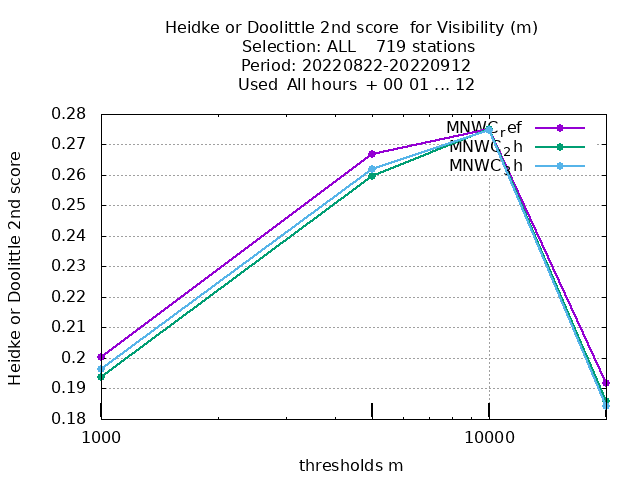 Heidke or Doolittle 2nd score for Visibility (m)
Selection: ALL 719 stations
Period: 20220822-20220912
Used All hours + 00 01 ... 12
Heidke or Doolittle 2nd score
0.28
0.27
0.26
0.25
0.24
0.23
0.22
0.21
0.2
0.19
0.18
MNWC_ref
MNWC_2h
MNWC_3h
1000
10000
thresholds m